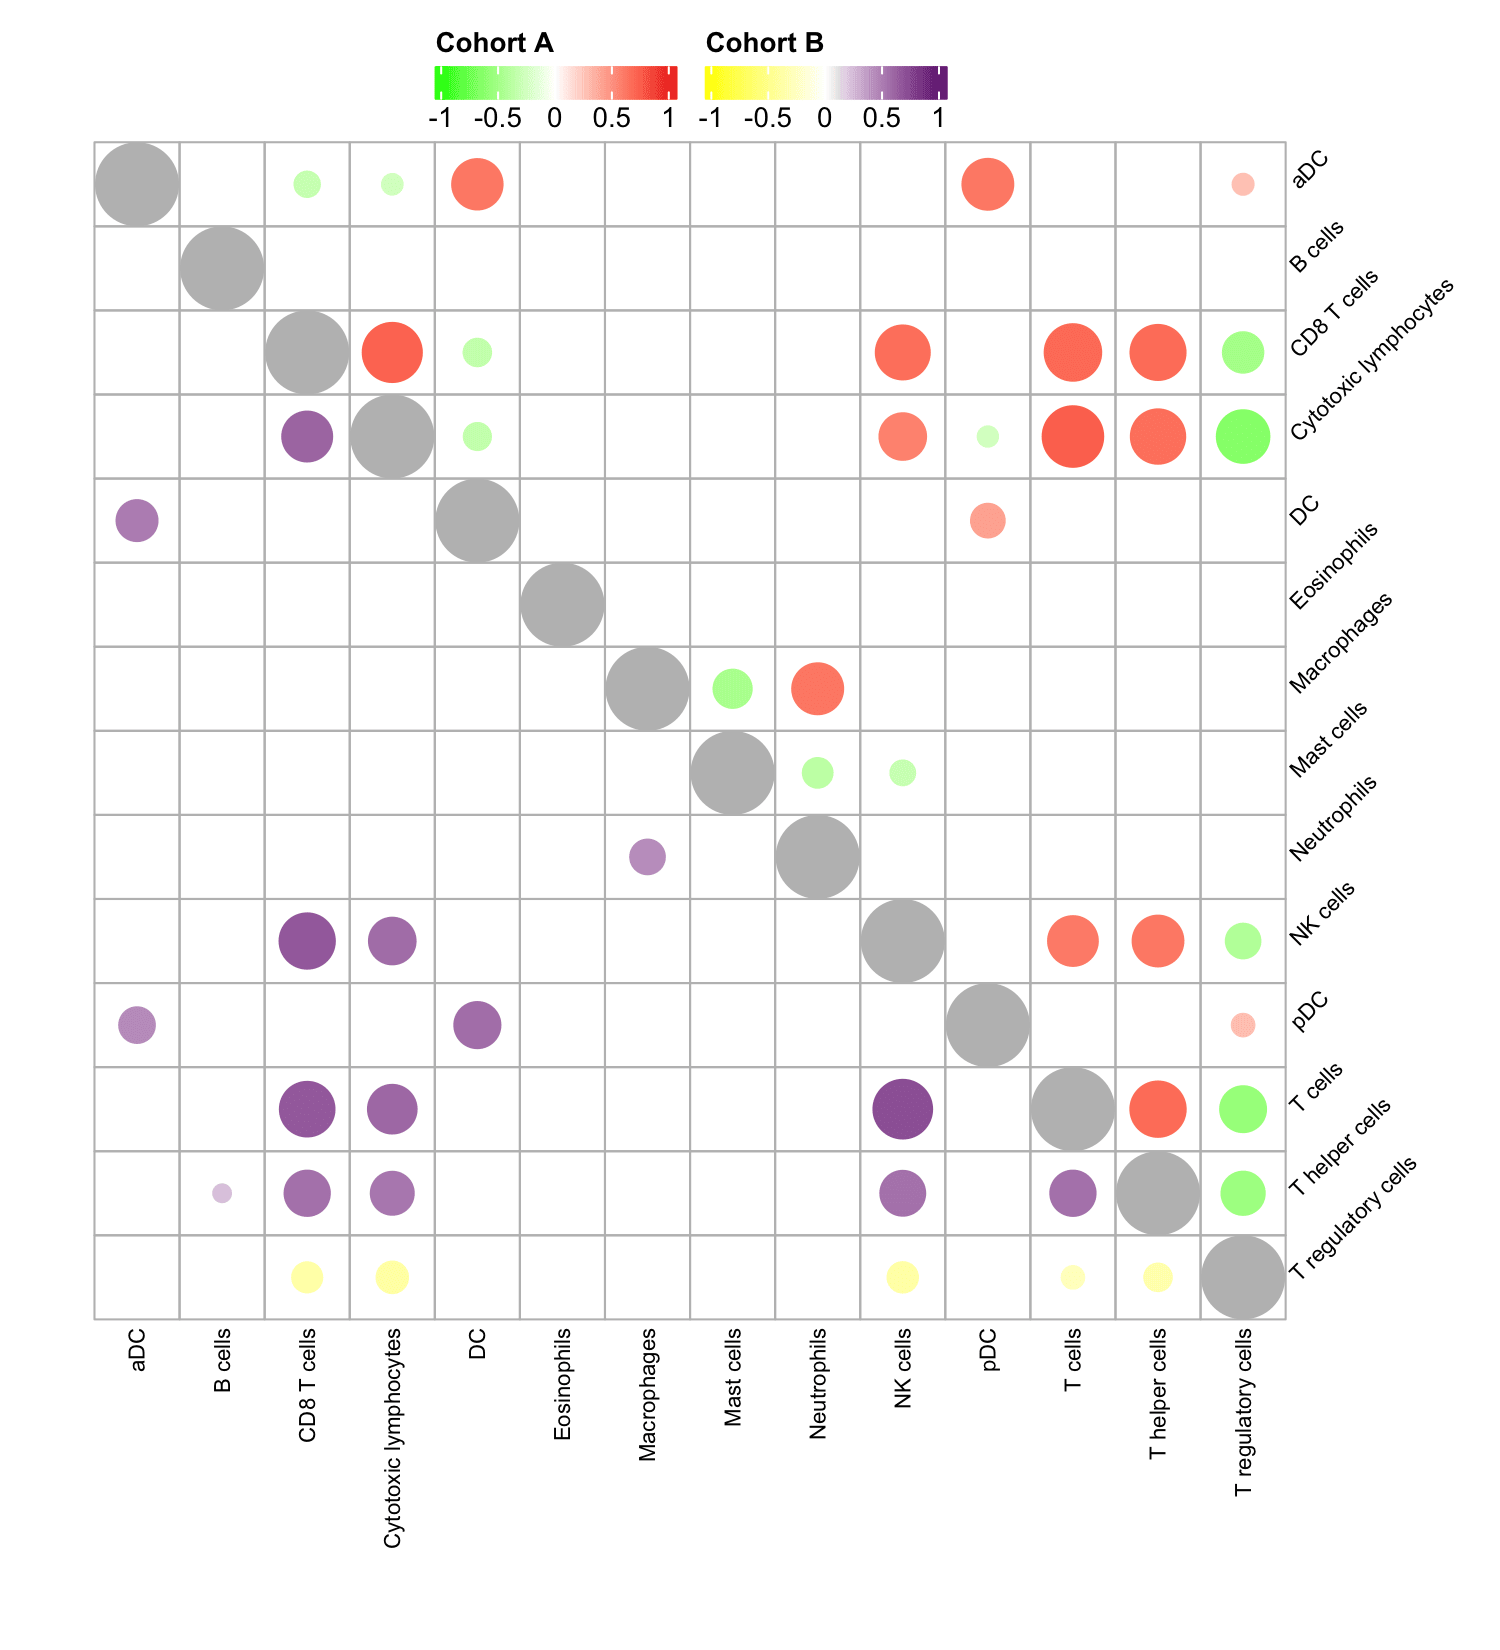 Cohort A Cohort B
-1 -0.5 0 0.5 1 -1 -0.5 0 0.5 1
aDC
B cells
CD8 T cells
Cytotoxic lymphocytes
DC
Eosinophils
Macrophages
Mast cells
Neutrophils
NK cells
pDC
T cells
T helper cells
T regulatory cells
aDC
B cells
CD8 T cells
Cytotoxic lymphocytes
DC
Eosinophils
Macrophages
Mast cells
Neutrophils
NK cells
pDC
T cells
T helper cells
T regulatory cells